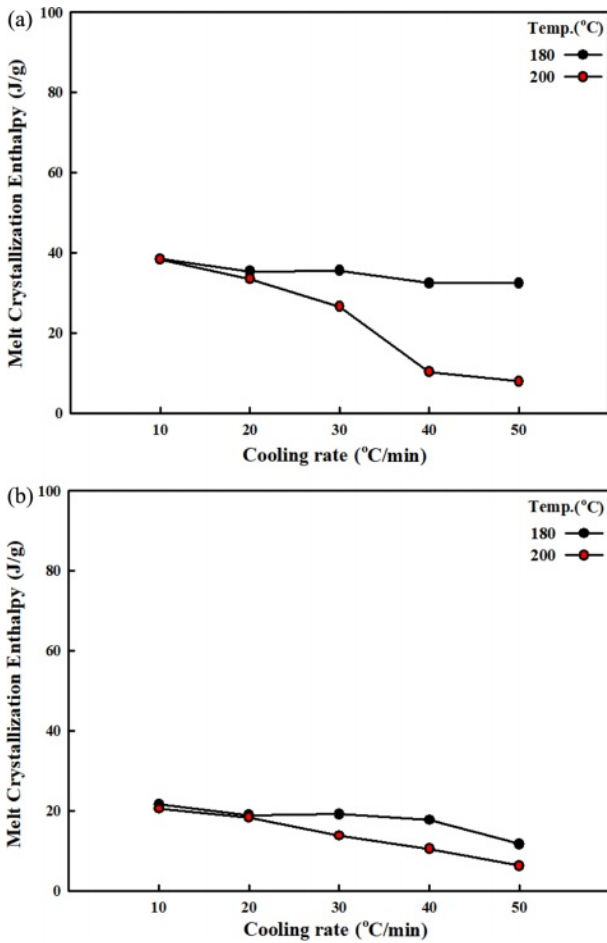 (a)
100
80
60
40
20
0
Melt Crystallization Enthalpy (J/g)
Temp.(°C)
180
200
10 20 30 40 50
Cooling rate (°C/min)
(b)
100
80
60
40
20
0
Melt Crystallization Enthalpy (J/g)
Temp.(°C)
180
200
10 20 30 40 50
Cooling rate (°C/min)